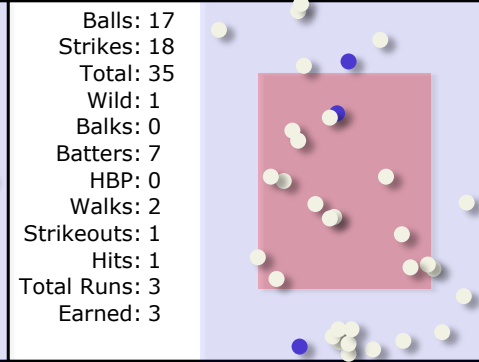 Balls: 17
Strikes: 18
Total: 35
Wild: 1
Balks: 0
Batters: 7
HBP: 0
Walks: 2
Strikeouts: 1
Hits: 1
Total Runs: 3
Earned: 3